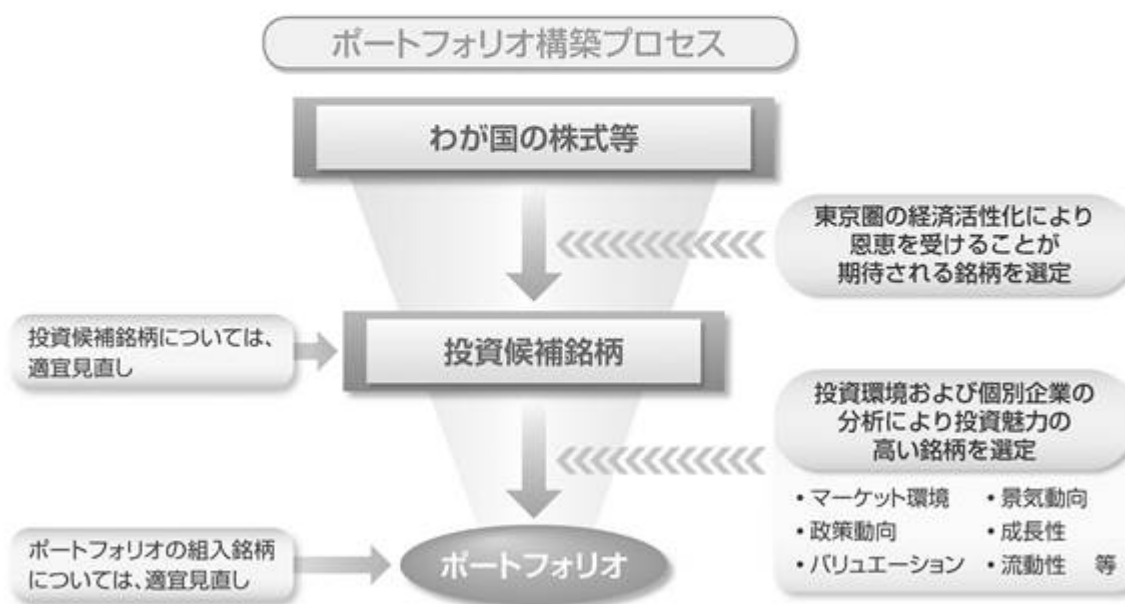 ポートフォリオ構築プロセス
わが国の株式等
東京圏の経済活性化により
恩恵を受けることが
期待される銘柄を選定
投資候補銘柄については、
適宜見直し
投資候補銘柄
投資環境および個別企業の
分析により投資魅力の
高い銘柄を選定
・マーケット環境 ・景気動向
・政策動向 ・成長性
・バリュエーション ・流動性 等
ポートフォリオの組入銘柄
については、適宜見直し
ポートフォリオ